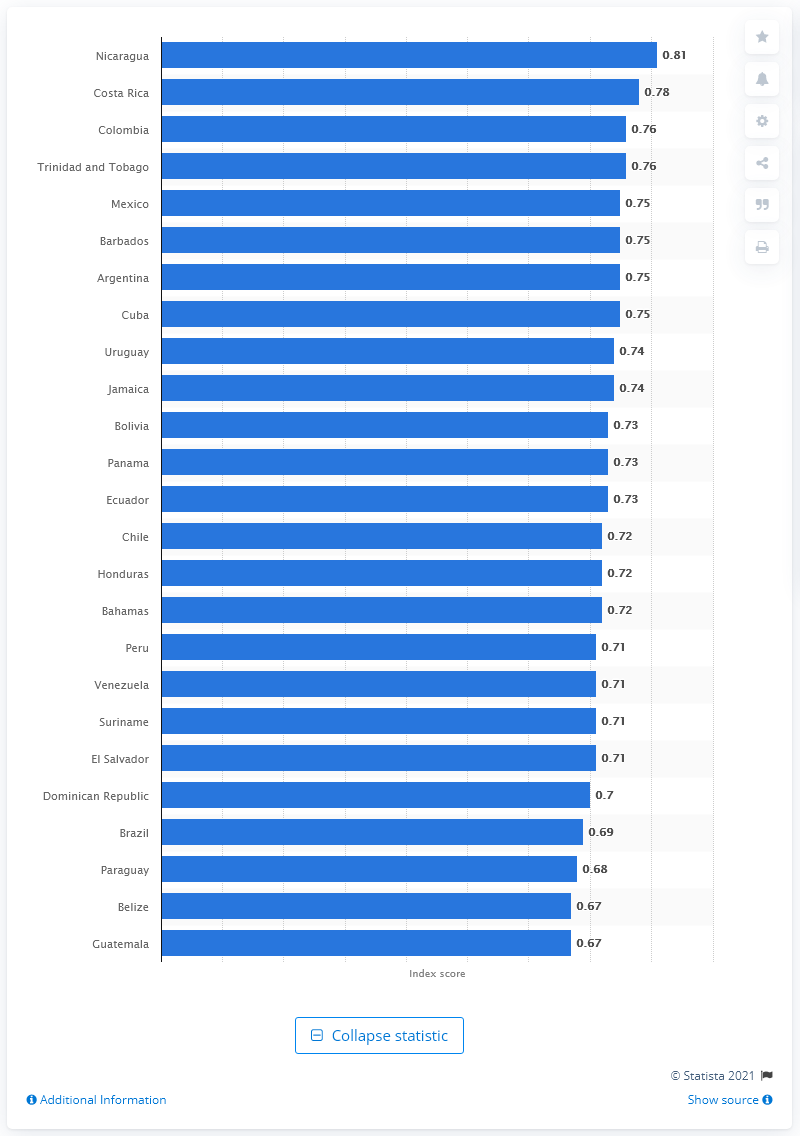 Nicaragua 0.81
Costa Rica 0.78
Colombia 0.76
Trinidad and Tobago 0.76
Mexico 0.75
Barbados 0.75
Argentina 0.75
Cuba 0.75
Uruguay 0.74
Jamaica 0.74
Bolivia 0.73
Panama 0.73
Ecuador 0.73
Chile 0.72
Honduras 0.72
Bahamas 0.72
Peru 0.71
Venezuela 0.71
Suriname 0.71
El Salvador 0.71
Dominican Republic 0.7
Brazil 0.69
Paraguay 0.68
Belize 0.67
Guatemala 0.67
Index score
Collapse statistic
© Statista 2021
Additional Information Show source